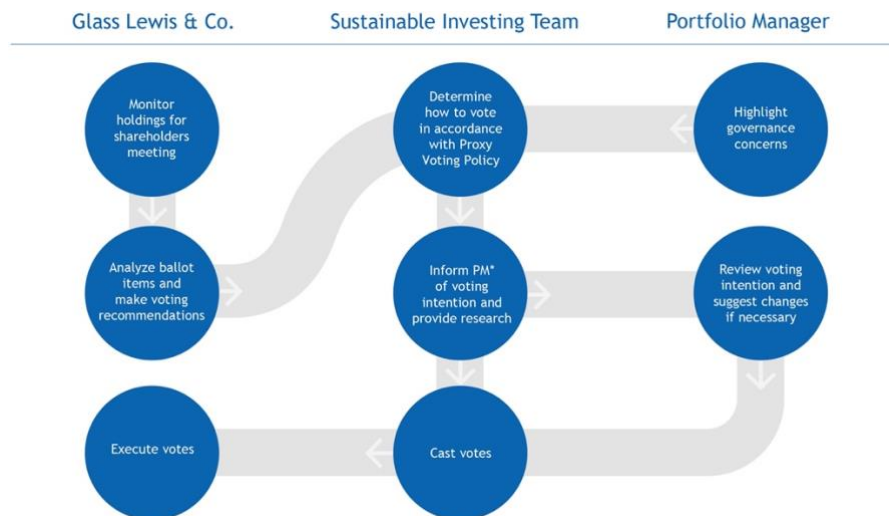 Glass Lewis & Co.
Sustainable Investing Team
Portfolio Manager
Monitor
holdings for
shareholders
meeting
Determine
how to vote
in accordance
with Proxy
Voting Policy
Highlight
governance
concerns
Analyze ballot
items and
make voting
recommendations
Inform PM*
of voting
intention and
provide research
Review voting
intention and
suggest changes
if necessary
Execute votes
Cast votes